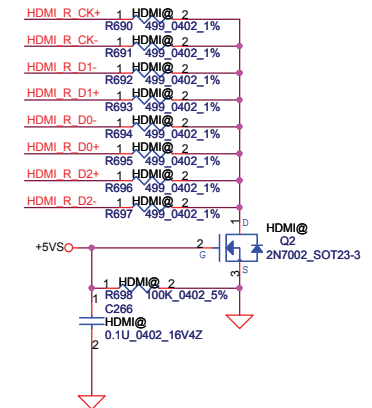 HDMI_R_CK+ 1 HDMI@ 2
R690 499_0402_1%
HDMI_R_CK- 1 HDMI@ 2
R691 499_0402_1%
HDMI_R_D1- 1 HDMI@ 2
R692 499_0402_1%
HDMI_R_D1+ 1 HDMI@ 2
R693 499_0402_1%
HDMI_R_D0- 1 HDMI@ 2
R694 499_0402_1%
HDMI_R_D0+ 1 HDMI@ 2
R695 499_0402_1%
HDMI_R_D2+ 1 HDMI@ 2
R696 499_0402_1%
HDMI_R_D2- 1 HDMI@ 2
R697 499_0402_1%
1 D
HDMI@
Q2
+5VS 2 G
2N7002_SOT23-3
3 S
1 HDMI@ 2
R698 100K_0402_5%
1
C266
HDMI@
0.1U_0402_16V4Z
2